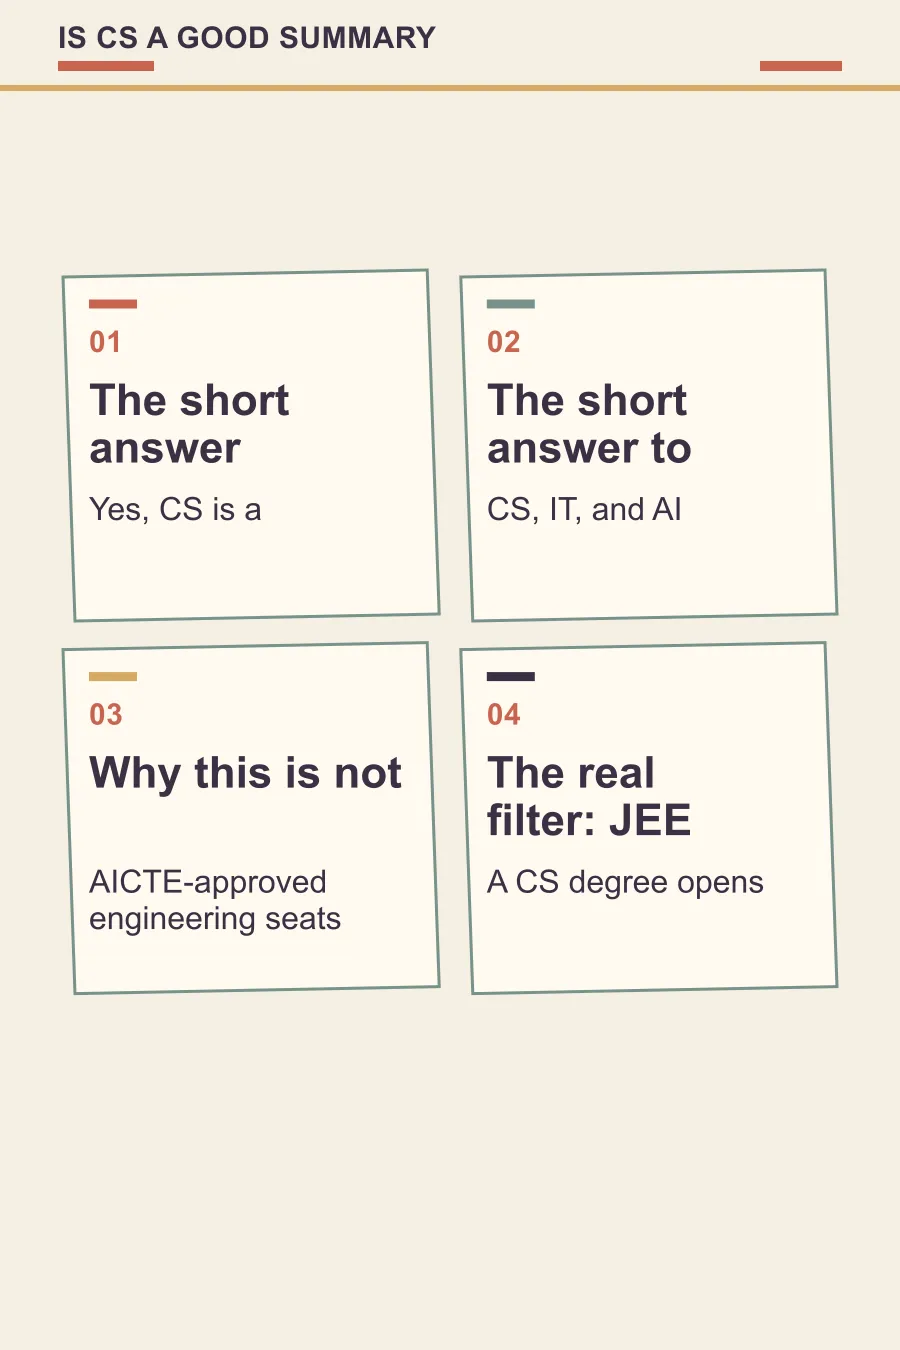 IS CS A GOOD SUMMARY
01
The short
answer
Yes, CS is a
02
The short
answer to
CS, IT, and AI
03
Why this is not
AICTE-approved
engineering seats
04
The real
filter: JEE
A CS degree opens